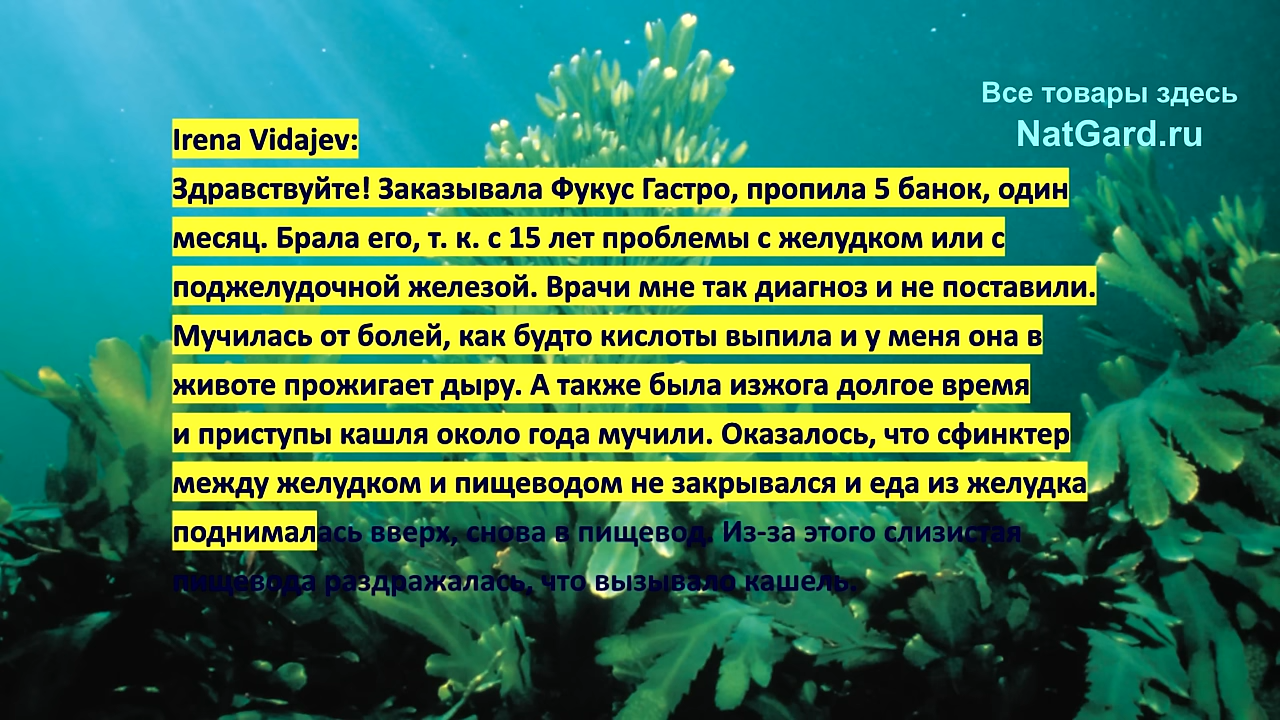 Все товары здесь
NatGard.ru
Irena Vidajev:
Здравствуйте! Заказывала Фукус Гастро, пропила 5 банок, один
месяц. Брала его, т. к. с 15 лет проблемы с желудком или с
поджелудочной железой. Врачи мне так диагноз и не поставили.
Мучилась от болей, как будто кислоты выпила и у меня она в
животе прожигает дыру. А также была изжога долгое время
и приступы кашля около года мучили. Оказалось, что сфинктер
между желудком и пищеводом не закрывался и еда из желудка
поднималась вверх, снова в пищевод. Из-за этого слизистая
пищевода раздражалась, что вызывало кашель.